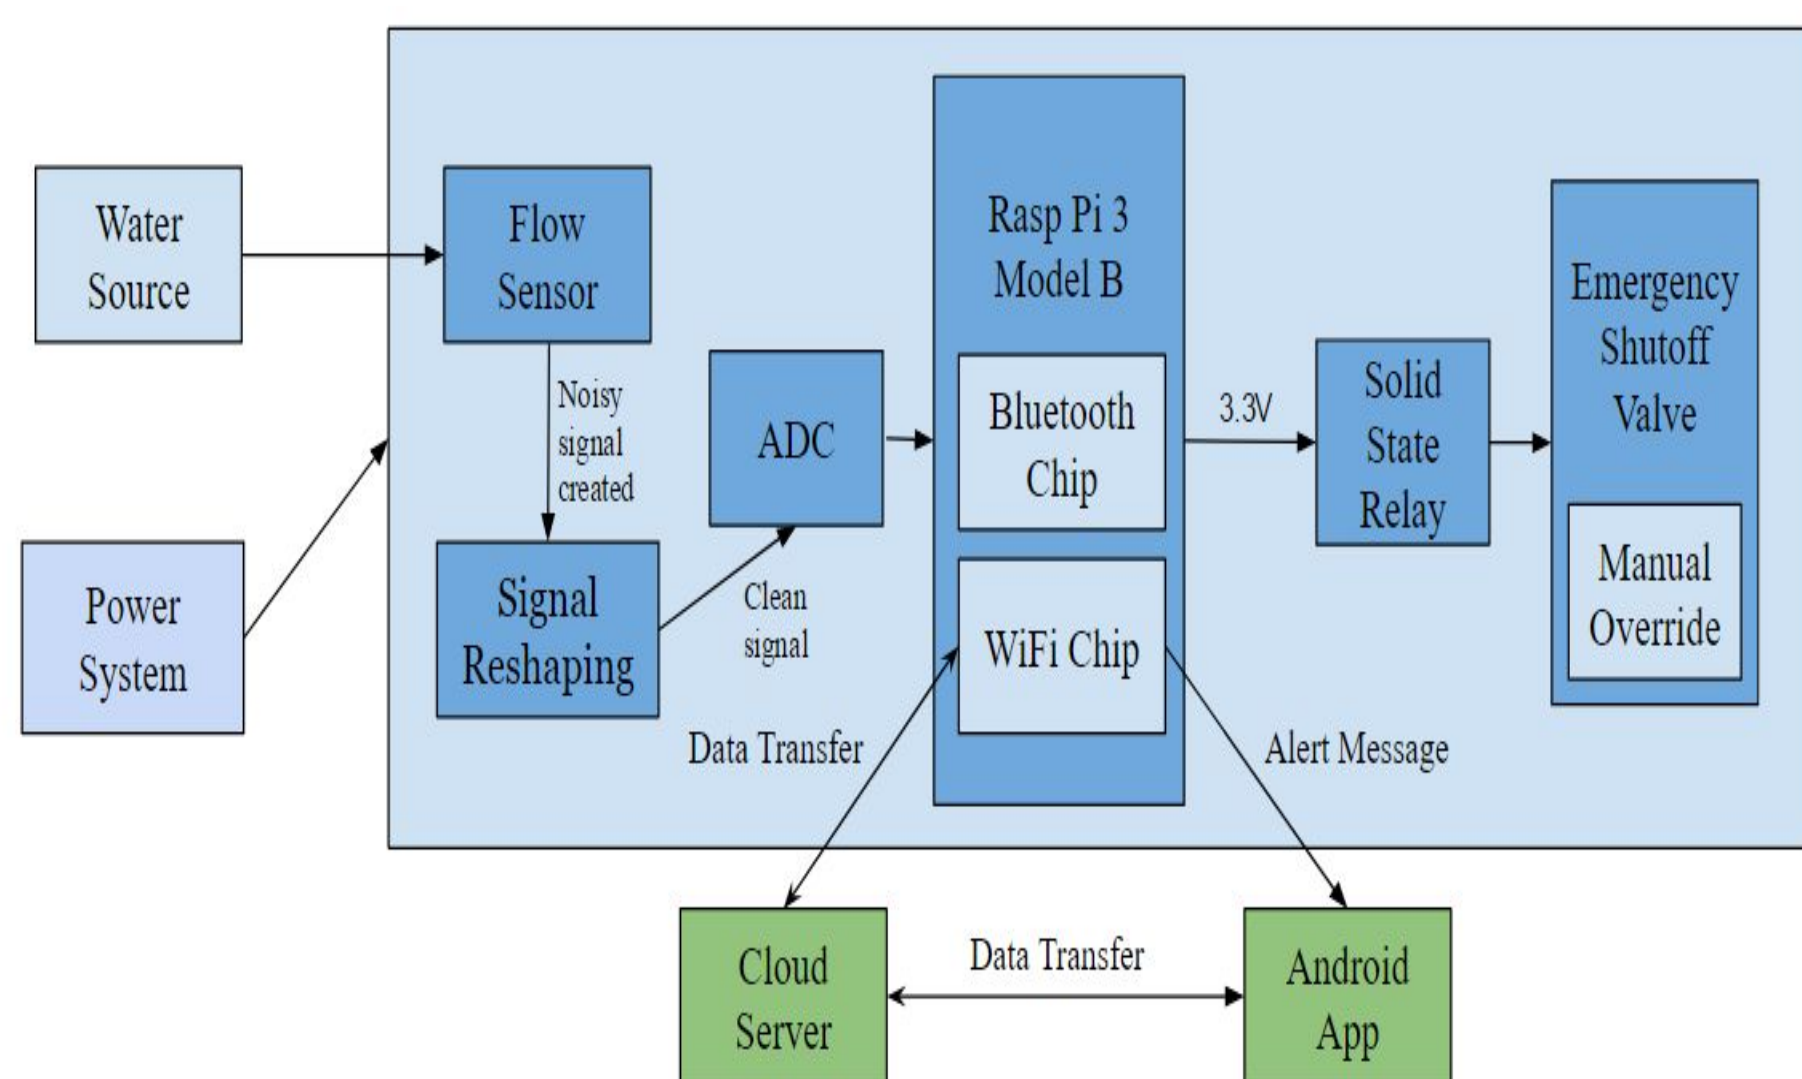 Water
Source
Power
System
Flow
Sensor
Noisy
signal
created
Signal
Reshaping
Clean
signal
ADC
Rasp Pi 3
Model B
Bluetooth
Chip
WiFi Chip
3.3V
Solid
State
Relay
Emergency
Shutoff
Valve
Manual
Override
Data Transfer
Alert Message
Cloud
Server
Data Transfer
Android
App